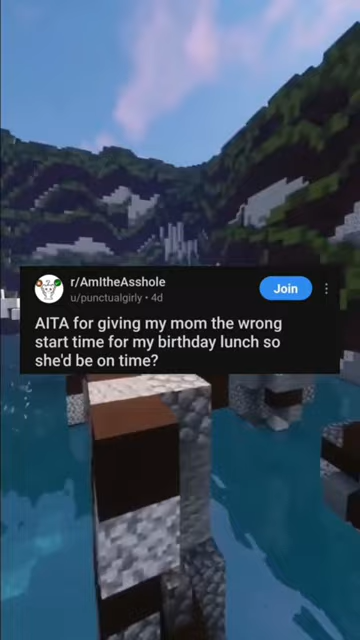 r/AmItheAsshole
u/punctualgirly • 4d
Join
AITA for giving my mom the wrong
start time for my birthday lunch so
she'd be on time?